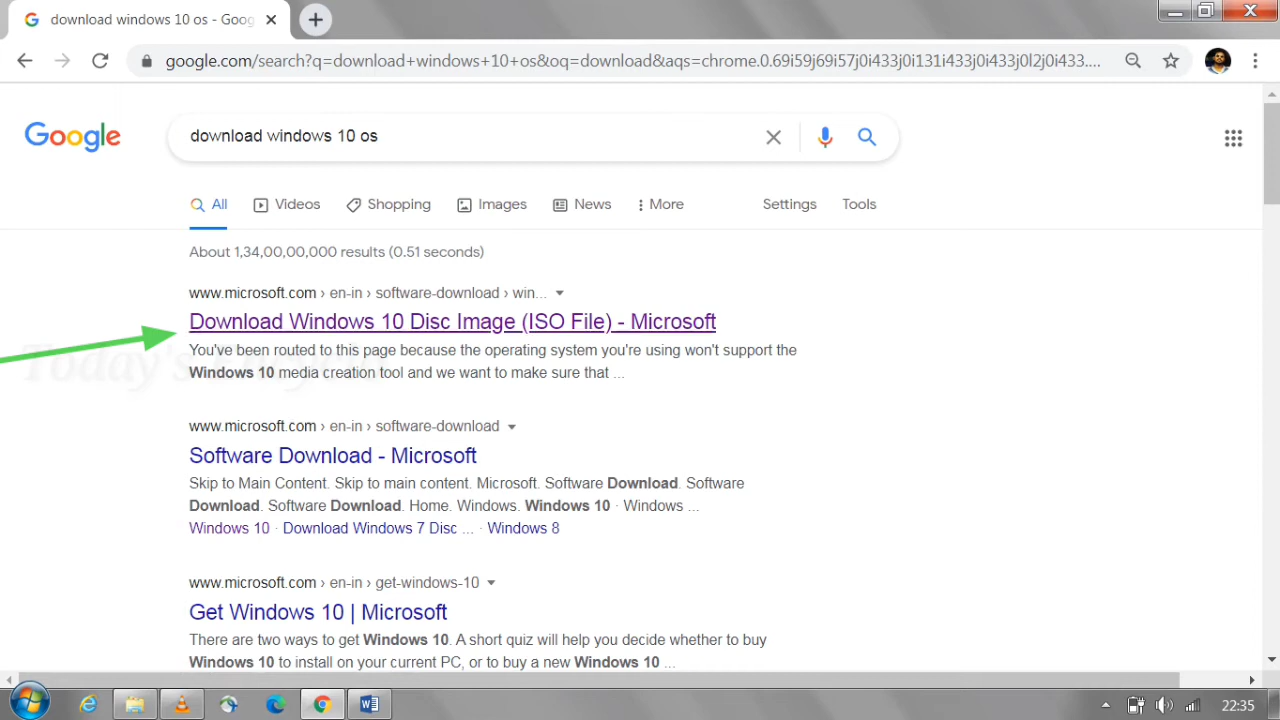 download windows 10 os - Goog
google.com/search?q=download+windows+10+os&oq=download&aqs=chrome.0.69i59j69i57j0i433j0i131i433j0i433j0l2j0i433....
Google
download windows 10 os
All Videos Shopping Images News More Settings Tools
About 1,34,00,00,000 results (0.51 seconds)
www.microsoft.com › en-in › software-download › win...
Download Windows 10 Disc Image (ISO File) - Microsoft
You've been routed to this page because the operating system you're using won't support the
Windows 10 media creation tool and we want to make sure that ...
Today's
www.microsoft.com › en-in › software-download
Software Download - Microsoft
Skip to Main Content. Skip to main content. Microsoft. Software Download. Software
Download. Software Download. Home. Windows. Windows 10 · Windows ...
Windows 10 · Download Windows 7 Disc ... · Windows 8
www.microsoft.com › en-in › get-windows-10
Get Windows 10 | Microsoft
There are two ways to get Windows 10. A short quiz will help you decide whether to buy
Windows 10 to install on your current PC, or to buy a new Windows 10 ...
22:35